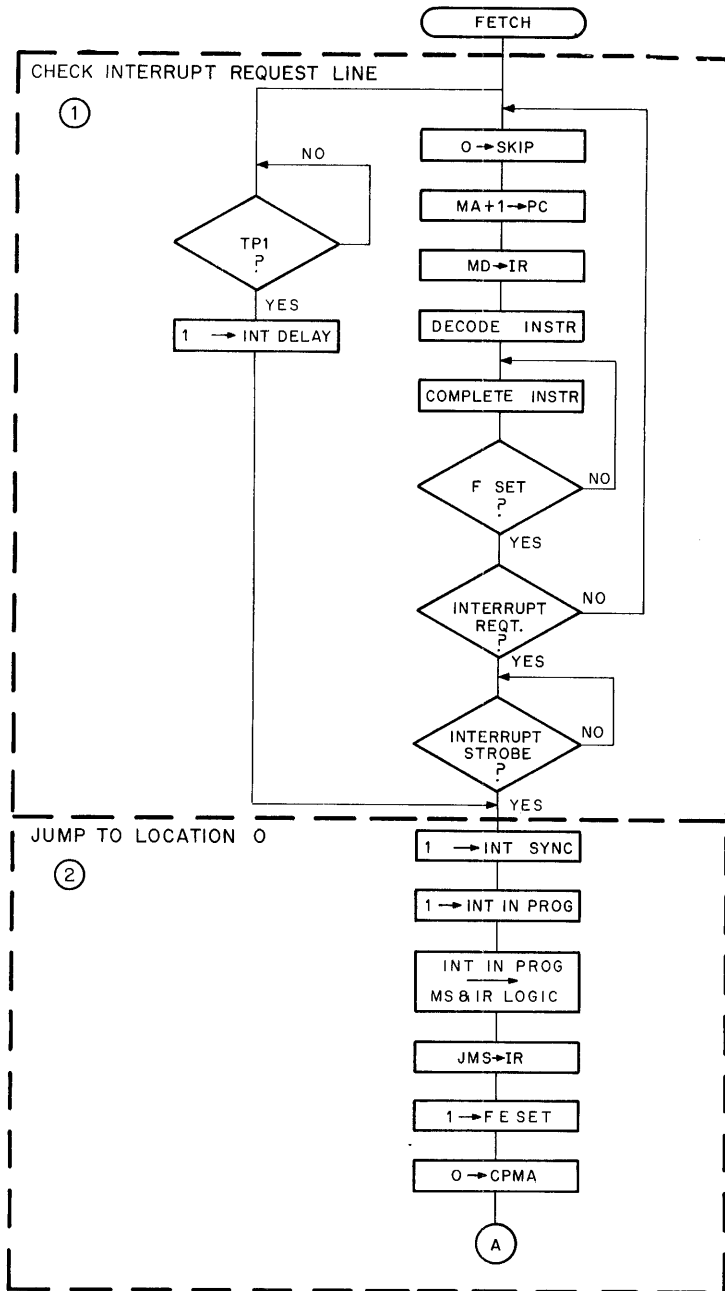 FETCH
CHECK INTERRUPT REQUEST LINE
1
NO
TP1
?
YES
1 → INT DELAY
0 → SKIP
MA+1 → PC
MD → IR
DECODE INSTR
COMPLETE INSTR
F SET
?
NO
YES
INTERRUPT
REQT.
?
NO
YES
INTERRUPT
STROBE
?
NO
YES
JUMP TO LOCATION 0
2
1 → INT SYNC
1 → INT IN PROG
INT IN PROG
→
MS & IR LOGIC
JMS → IR
1 → F E SET
0 → CPMA
A